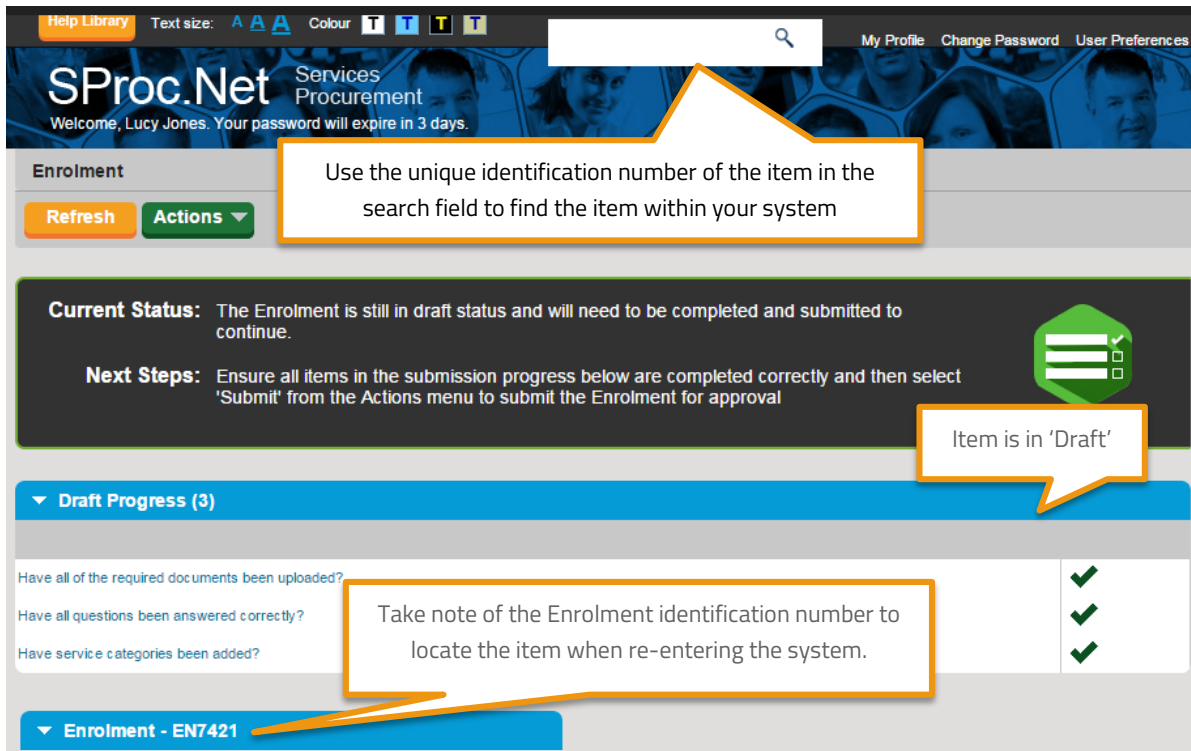 Help Library Text size: A A A Colour T T T T
My Profile Change Password User Preferences
SProc.Net Services
Procurement
Welcome, Lucy Jones. Your password will expire in 3 days.
Use the unique identification number of the item in the
search field to find the item within your system
Enrolment
Refresh Actions
Current Status: The Enrolment is still in draft status and will need to be completed and submitted to
continue.
Next Steps: Ensure all items in the submission progress below are completed correctly and then select
'Submit' from the Actions menu to submit the Enrolment for approval
Item is in ‘Draft’
Draft Progress (3)
Have all of the required documents been uploaded?
Have all questions been answered correctly?
Have service categories been added?
Take note of the Enrolment identification number to
locate the item when re-entering the system.
Enrolment - EN7421